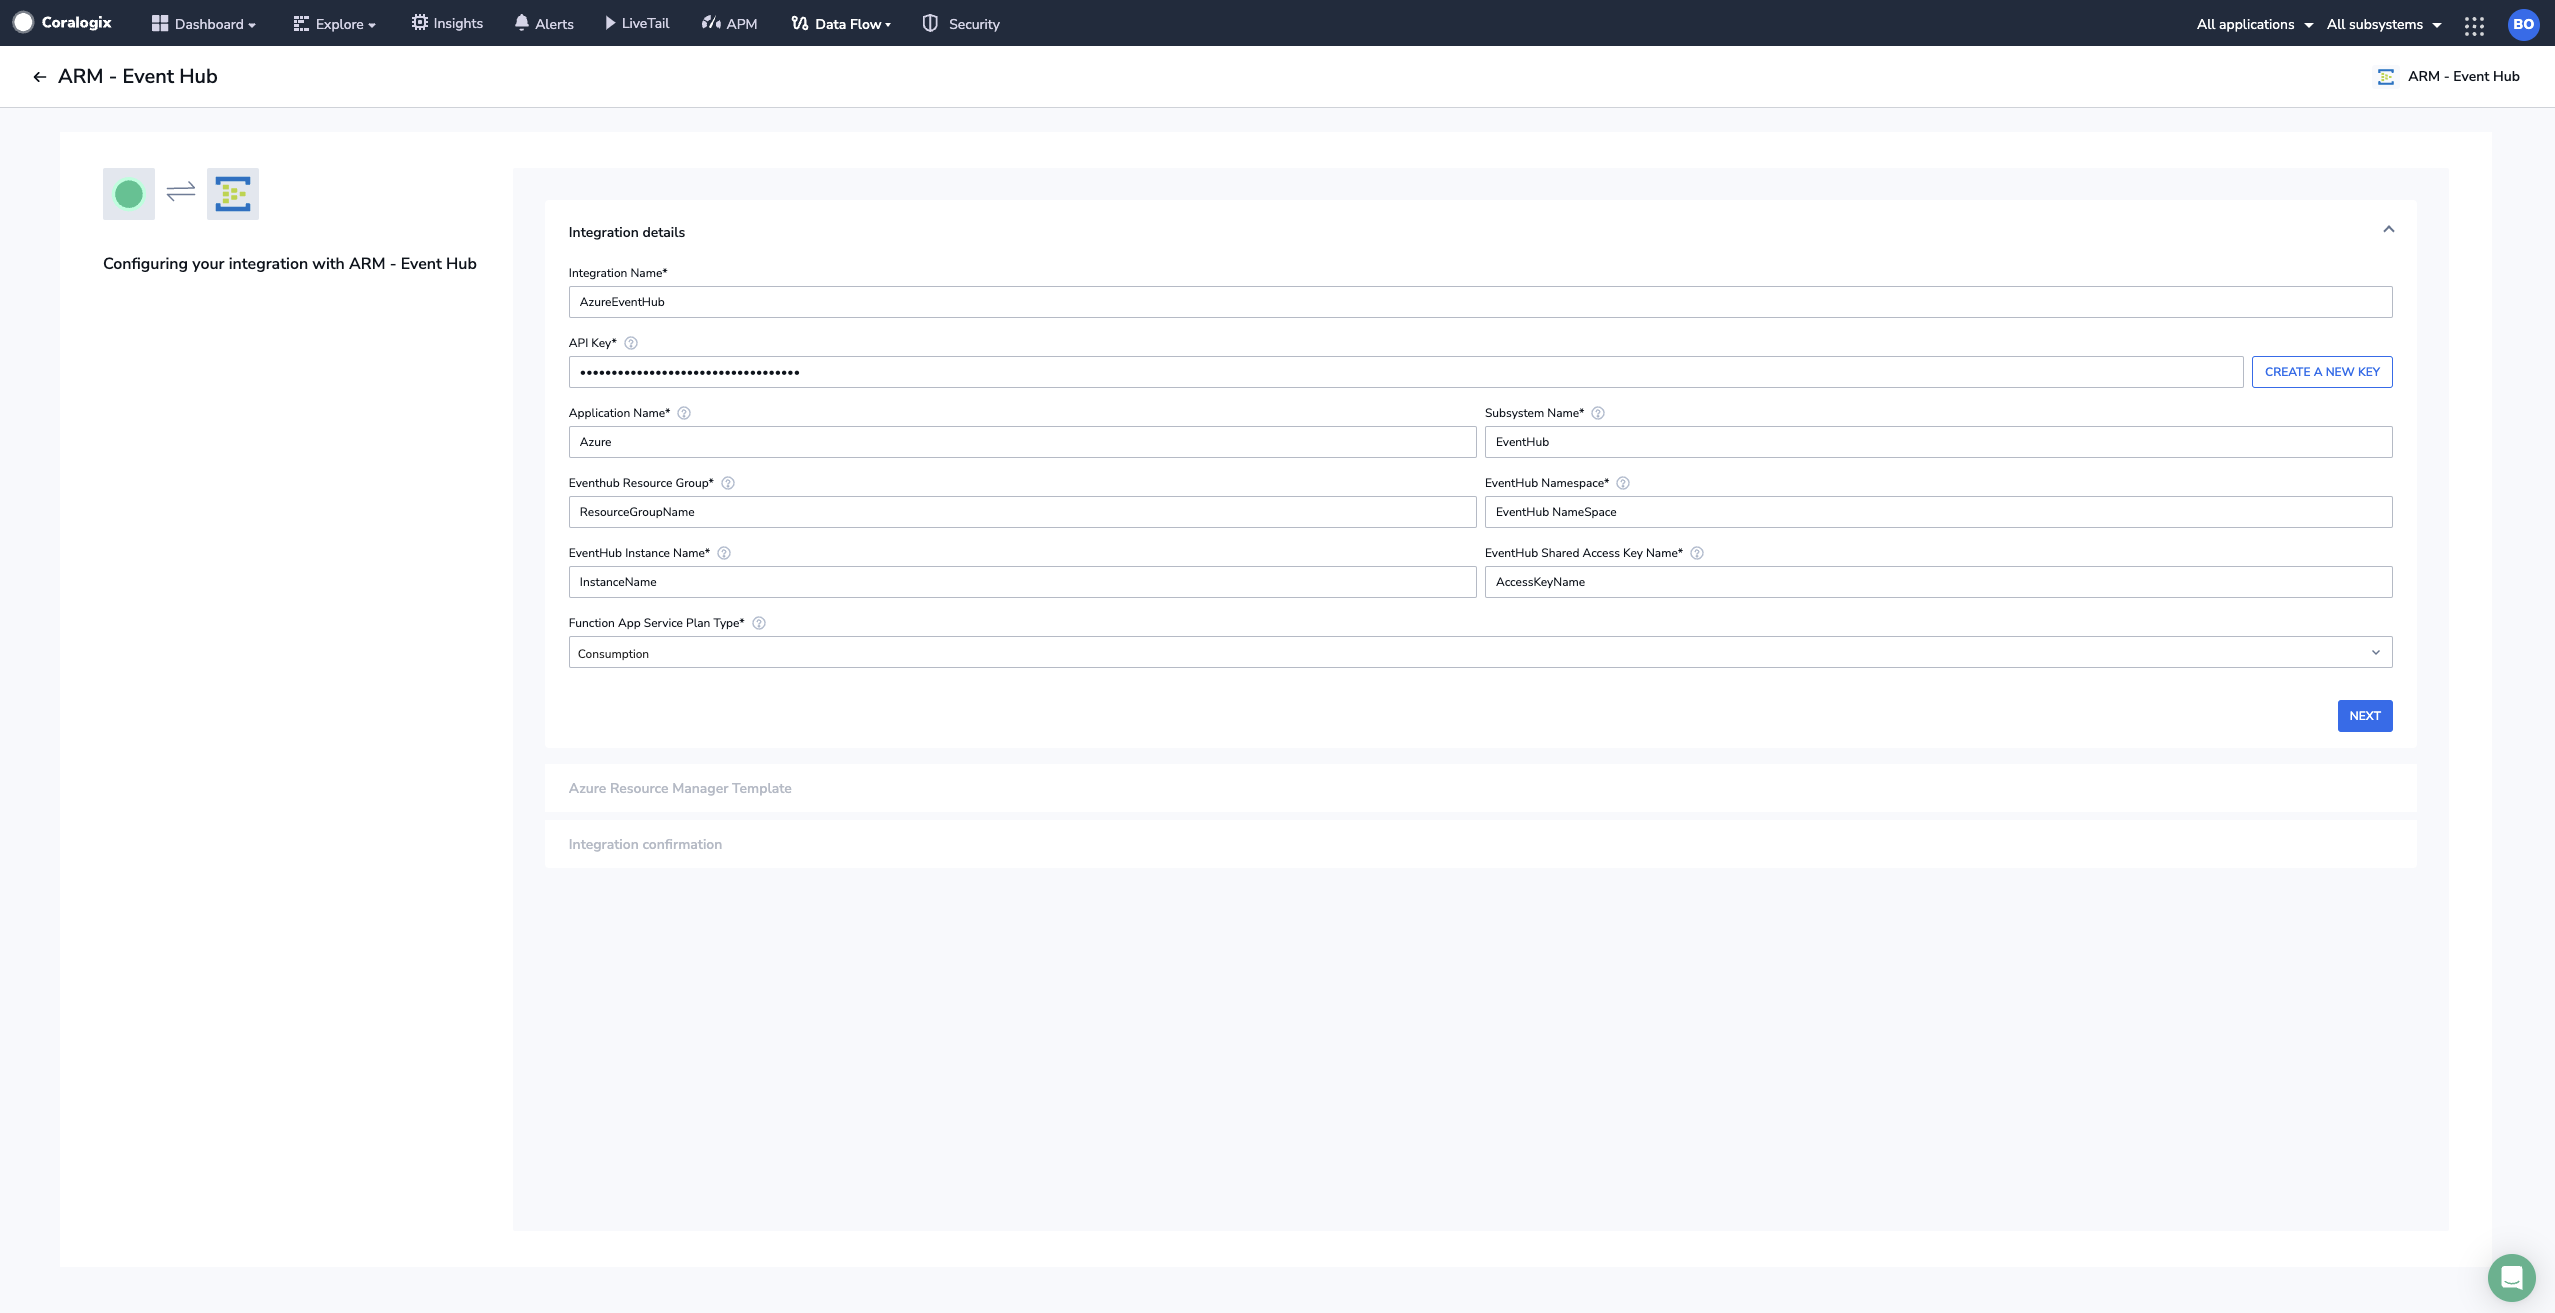 Coralogix Dashboard Explore Insights Alerts LiveTail APM Data Flow Security All applications All subsystems BO
ARM - Event Hub ARM - Event Hub
Configuring your integration with ARM - Event Hub
Integration details
Integration Name*
AzureEventHub
API Key*
•••••••••••••••••••••••••••••••••••
CREATE A NEW KEY
Application Name* Subsystem Name*
Azure EventHub
Eventhub Resource Group* EventHub Namespace*
ResourceGroupName EventHub NameSpace
EventHub Instance Name* EventHub Shared Access Key Name*
InstanceName AccessKeyName
Function App Service Plan Type*
Consumption
NEXT
Azure Resource Manager Template
Integration confirmation